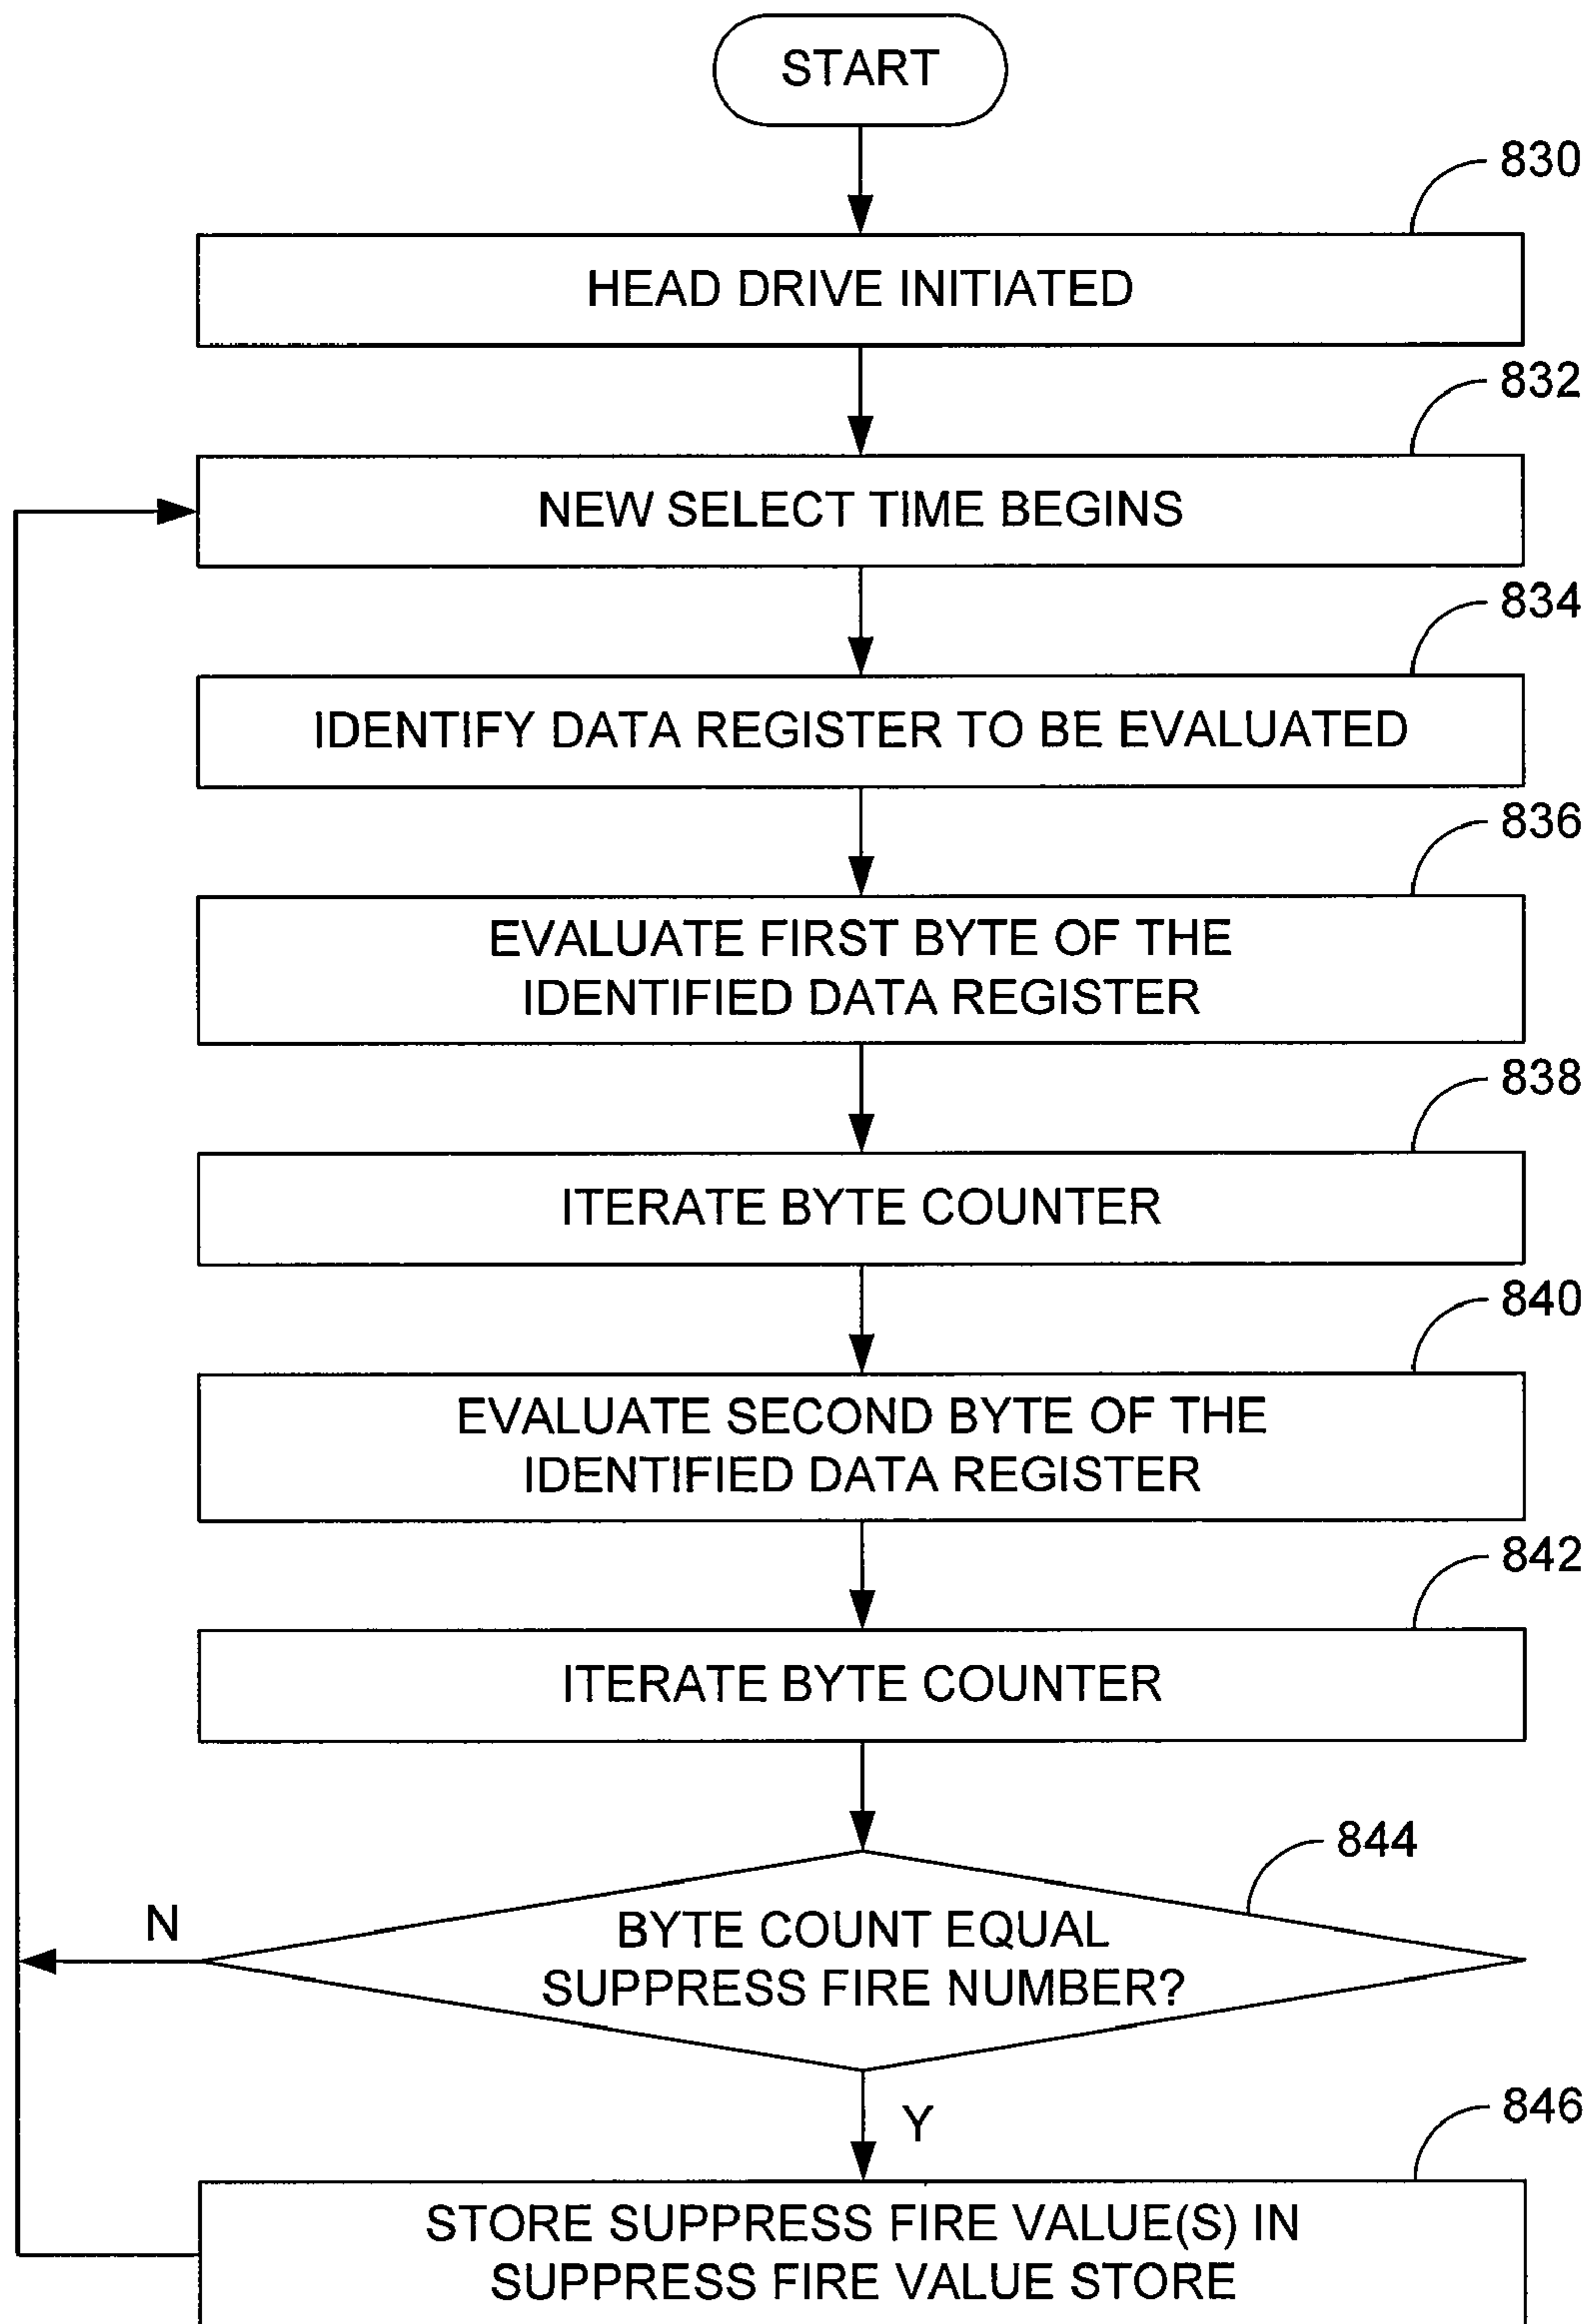 START
830
HEAD DRIVE INITIATED
832
NEW SELECT TIME BEGINS
834
IDENTIFY DATA REGISTER TO BE EVALUATED
836
EVALUATE FIRST BYTE OF THE
IDENTIFIED DATA REGISTER
838
ITERATE BYTE COUNTER
840
EVALUATE SECOND BYTE OF THE
IDENTIFIED DATA REGISTER
842
ITERATE BYTE COUNTER
844
N
BYTE COUNT EQUAL
SUPPRESS FIRE NUMBER?
Y
846
STORE SUPPRESS FIRE VALUE(S) IN
SUPPRESS FIRE VALUE STORE